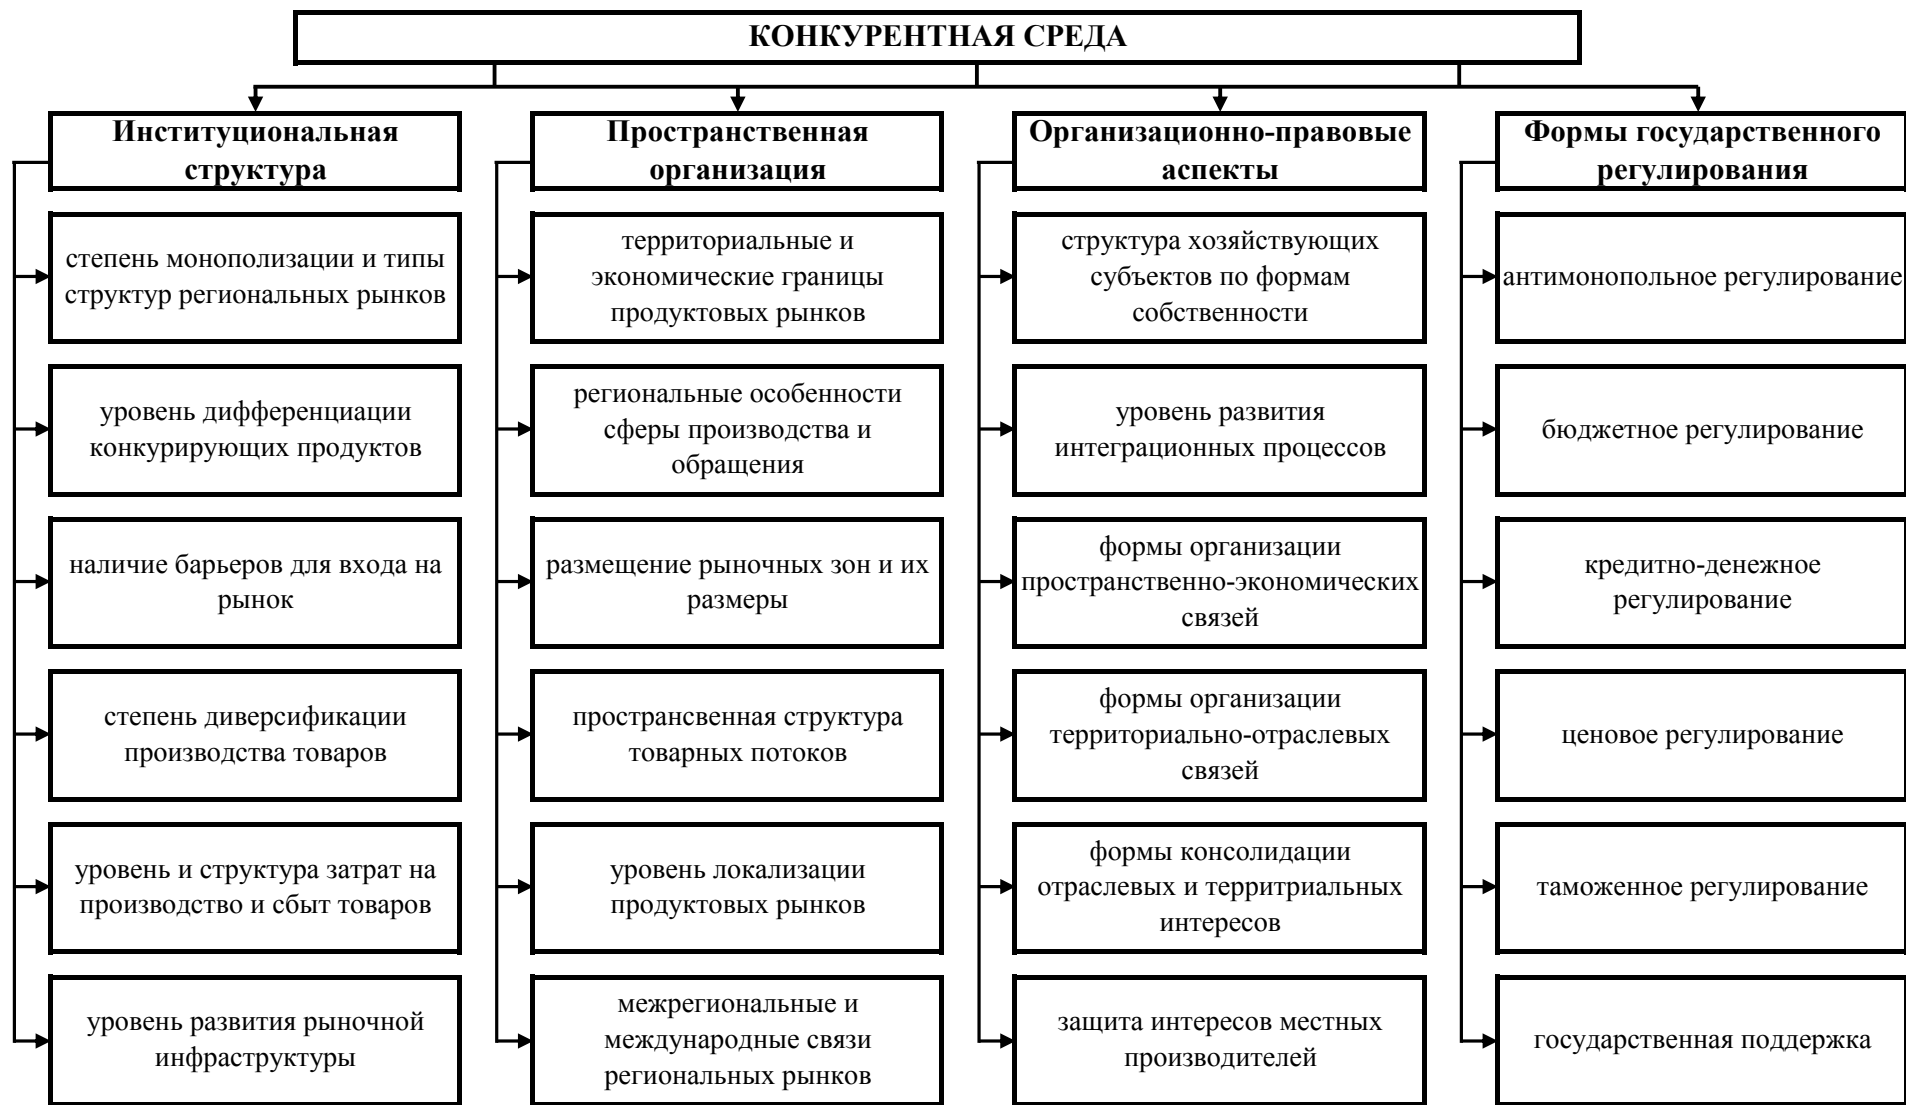 КОНКУРЕНТНАЯ СРЕДА
Институциональная
структура
степень монополизации и типы
структур региональных рынков
уровень дифференциации
конкурирующих продуктов
наличие барьеров для входа на
рынок
степень диверсификации
производства товаров
уровень и структура затрат на
производство и сбыт товаров
уровень развития рыночной
инфраструктуры
Пространственная
организация
территориальные и
экономические границы
продуктовых рынков
региональные особенности
сферы производства и
обращения
размещение рыночных зон и их
размеры
пространсвенная структура
товарных потоков
уровень локализации
продуктовых рынков
межрегиональные и
международные связи
региональных рынков
Организационно-правовые
аспекты
структура хозяйствующих
субъектов по формам
собственности
уровень развития
интеграционных процессов
формы организации
пространственно-экономических
связей
формы организации
территориально-отраслевых
связей
формы консолидации
отраслевых и территриальных
интересов
защита интересов местных
производителей
Формы государственного
регулирования
антимонопольное регулирование
бюджетное регулирование
кредитно-денежное
регулирование
ценовое регулирование
таможенное регулирование
государственная поддержка